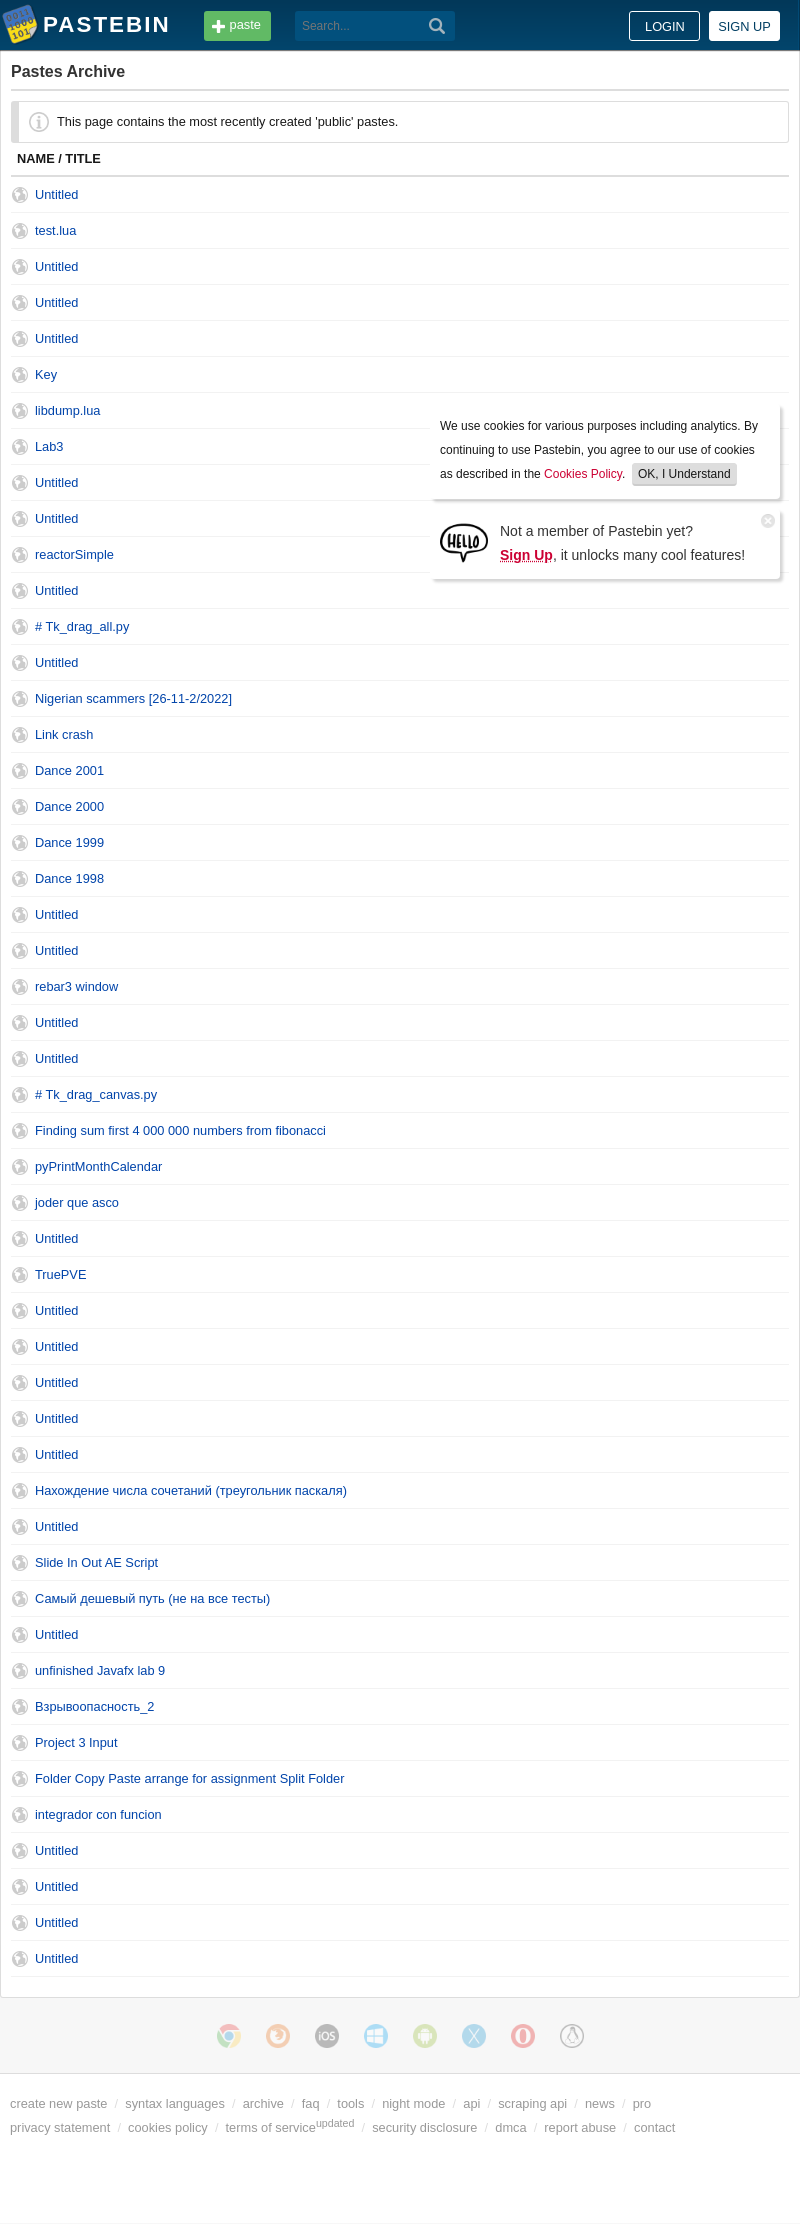 PASTEBIN
paste
Search...
LOGIN
SIGN UP
Pastes Archive
This page contains the most recently created 'public' pastes.
NAME / TITLE
Untitled
test.lua
Untitled
Untitled
Untitled
Key
libdump.lua
Lab3
Untitled
Untitled
reactorSimple
Untitled
# Tk_drag_all.py
Untitled
Nigerian scammers [26-11-2/2022]
Link crash
Dance 2001
Dance 2000
Dance 1999
Dance 1998
Untitled
Untitled
rebar3 window
Untitled
Untitled
# Tk_drag_canvas.py
Finding sum first 4 000 000 numbers from fibonacci
pyPrintMonthCalendar
joder que asco
Untitled
TruePVE
Untitled
Untitled
Untitled
Untitled
Untitled
Нахождение числа сочетаний (треугольник паскаля)
Untitled
Slide In Out AE Script
Самый дешевый путь (не на все тесты)
Untitled
unfinished Javafx lab 9
Взрывоопасность_2
Project 3 Input
Folder Copy Paste arrange for assignment Split Folder
integrador con funcion
Untitled
Untitled
Untitled
Untitled
We use cookies for various purposes including analytics. By
continuing to use Pastebin, you agree to our use of cookies
as described in the Cookies Policy. OK, I Understand
HELLO
Not a member of Pastebin yet?
Sign Up, it unlocks many cool features!
iOS
create new paste / syntax languages / archive / faq / tools / night mode / api / scraping api / news / pro
privacy statement / cookies policy / terms of service updated / security disclosure / dmca / report abuse / contact